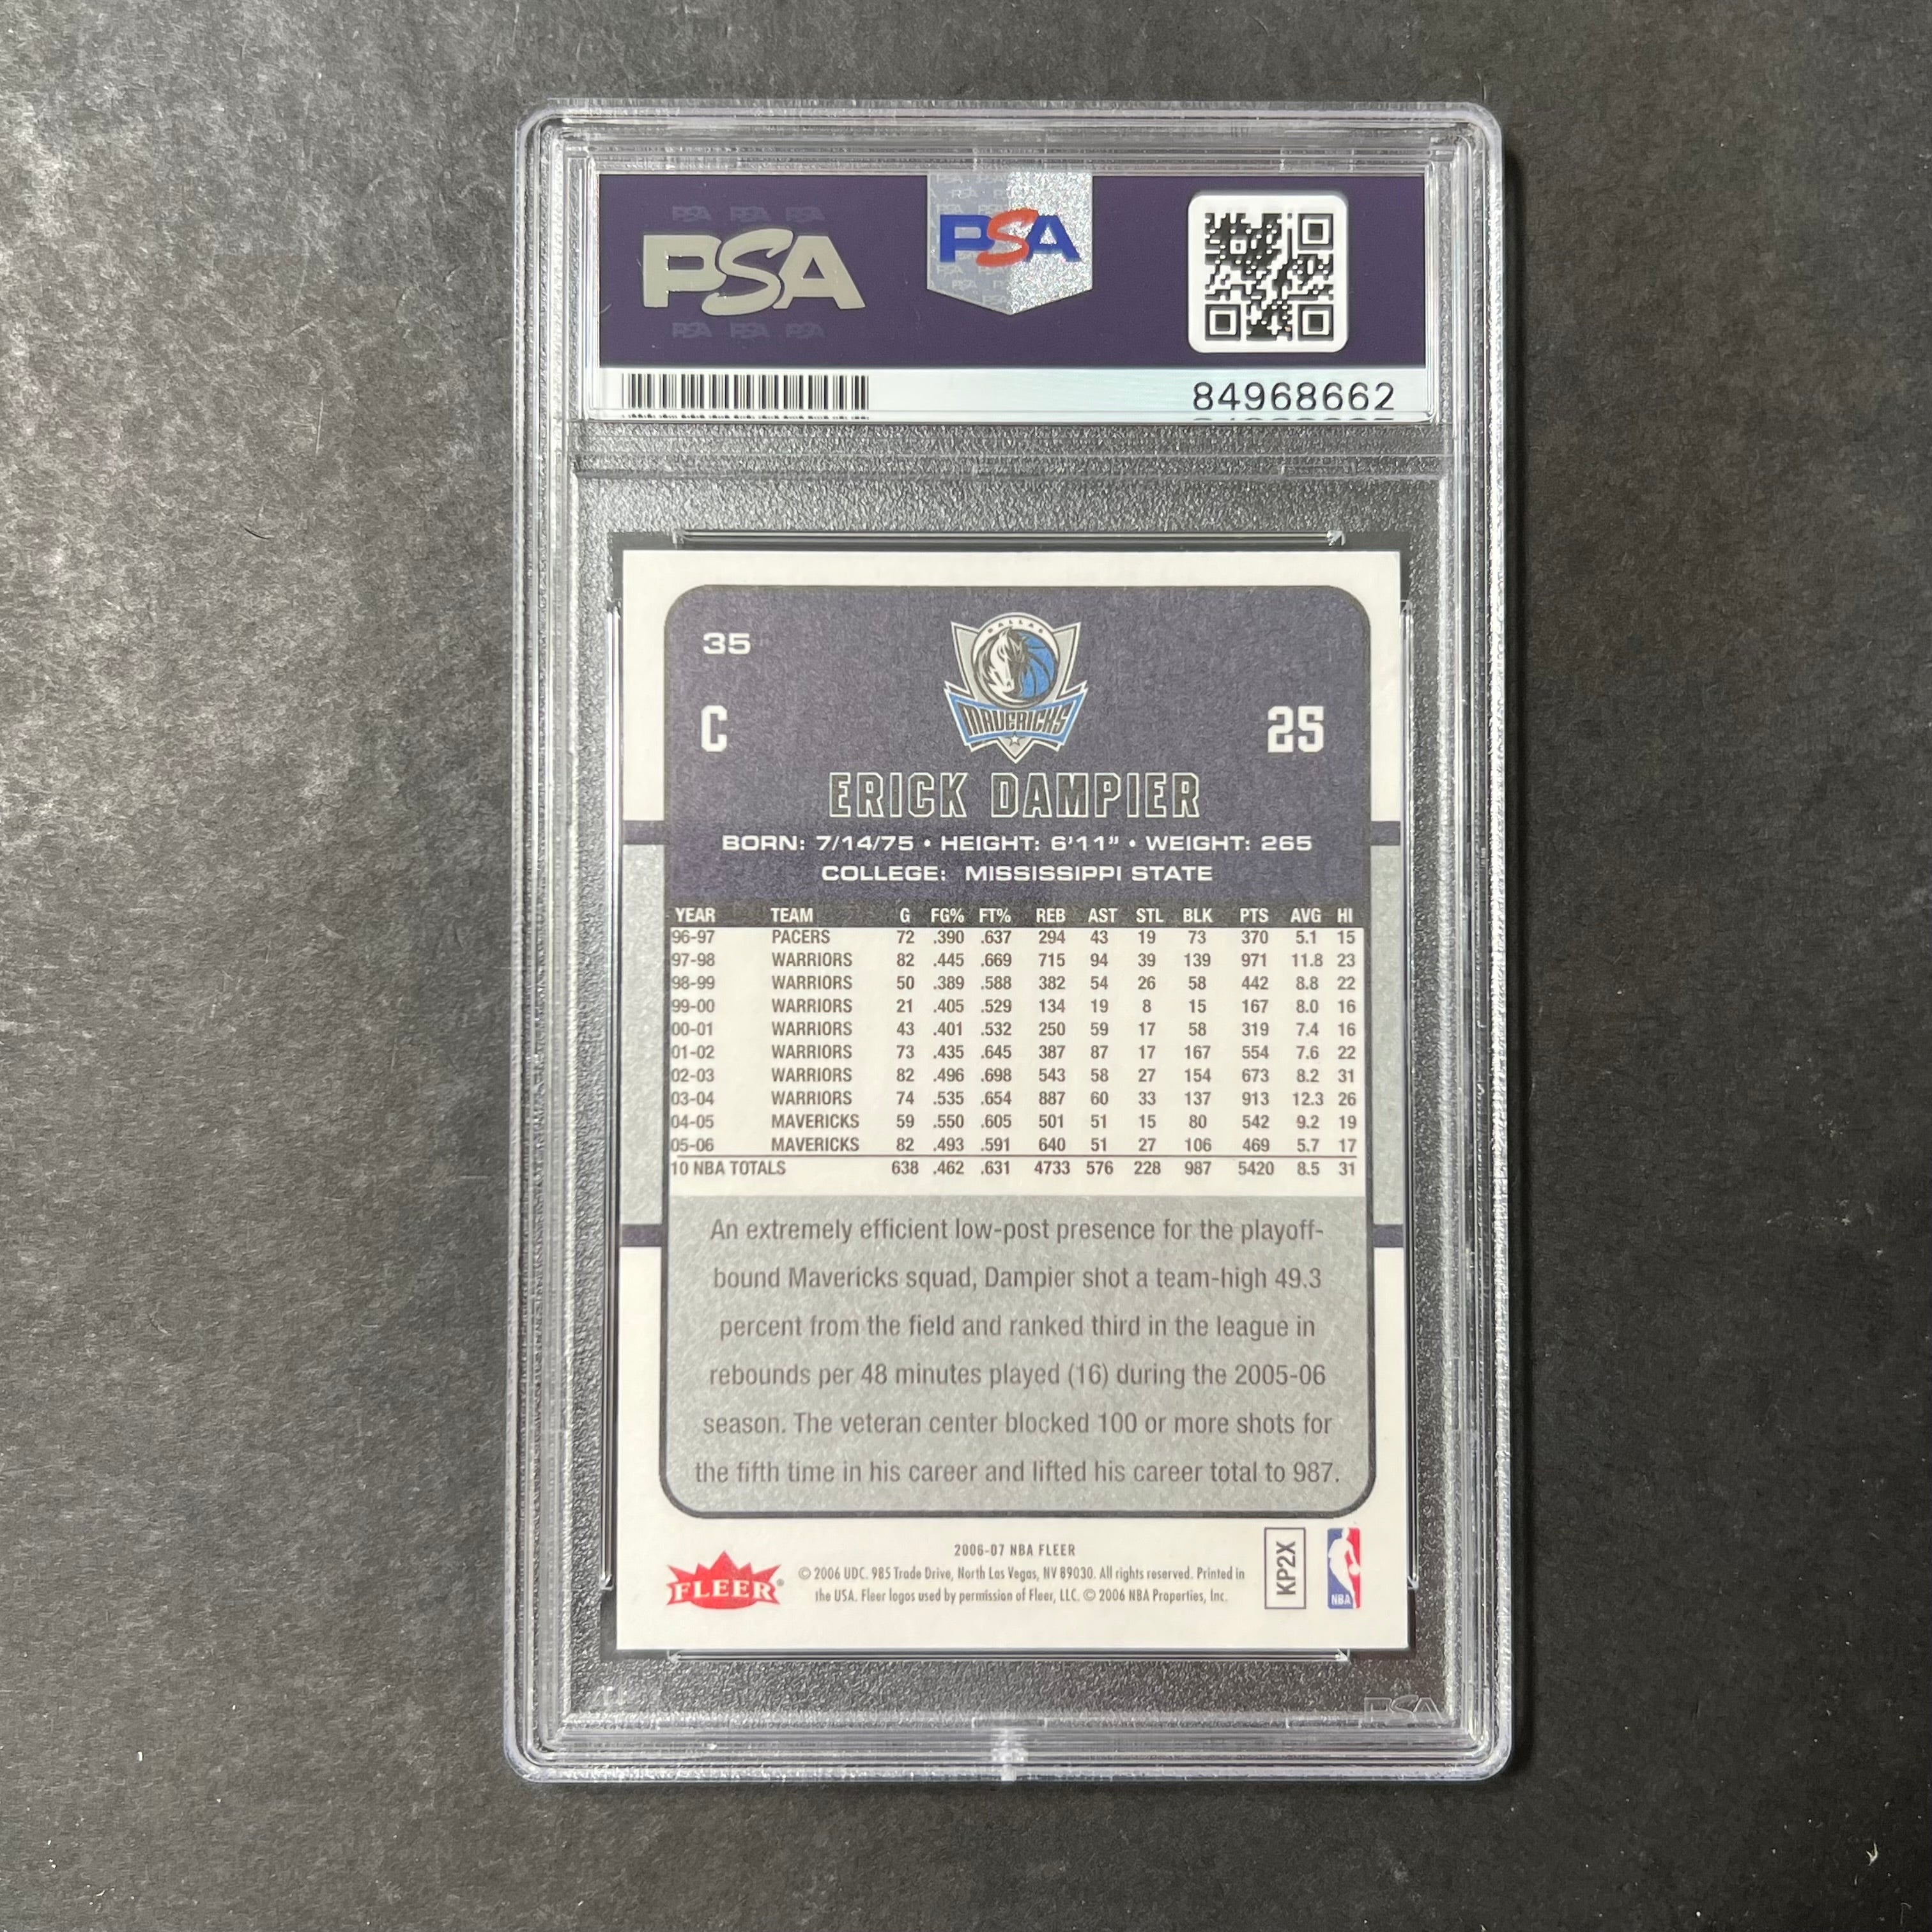 PSA
PSA
84968662
35
DALLAS
MAVERICKS
C
25
ERICK DAMPIER
BORN: 7/14/75 • HEIGHT: 6'11" • WEIGHT: 265
COLLEGE: MISSISSIPPI STATE
YEAR TEAM G FG% FT% REB AST STL BLK PTS AVG HI
96-97 PACERS 72 .390 .637 294 43 19 73 370 5.1 15
97-98 WARRIORS 82 .445 .669 715 94 39 139 971 11.8 23
98-99 WARRIORS 50 .389 .588 382 54 26 58 442 8.8 22
99-00 WARRIORS 21 .405 .529 134 19 8 15 167 8.0 16
00-01 WARRIORS 43 .401 .532 250 59 17 58 319 7.4 16
01-02 WARRIORS 73 .435 .645 387 87 17 167 554 7.6 22
02-03 WARRIORS 82 .496 .698 543 58 27 154 673 8.2 31
03-04 WARRIORS 74 .535 .654 887 60 33 137 913 12.3 26
04-05 MAVERICKS 59 .550 .605 501 51 15 80 542 9.2 19
05-06 MAVERICKS 82 .493 .591 640 51 27 106 469 5.7 17
10 NBA TOTALS 638 .462 .631 4733 576 228 987 5420 8.5 31
An extremely efficient low-post presence for the playoff-
bound Mavericks squad, Dampier shot a team-high 49.3
percent from the field and ranked third in the league in
rebounds per 48 minutes played (16) during the 2005-06
season. The veteran center blocked 100 or more shots for
the fifth time in his career and lifted his career total to 987.
2006-07 NBA FLEER
© 2006 UDC. 985 Trade Drive, North Las Vegas, NV 89030. All rights reserved. Printed in
the USA. Fleer logos used by permission of Fleer, LLC. © 2006 NBA Properties, Inc.
FLEER®
KP2X
NBA
PSA